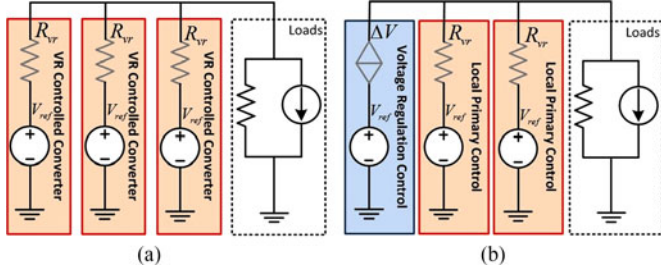 R_vr
V_ref
VR Controlled Converter
R_vr
V_ref
VR Controlled Converter
R_vr
V_ref
VR Controlled Converter
Loads
(a)
ΔV
V_ref
Voltage Regulation Control
R_vr
V_ref
Local Primary Control
R_vr
V_ref
Local Primary Control
Loads
(b)